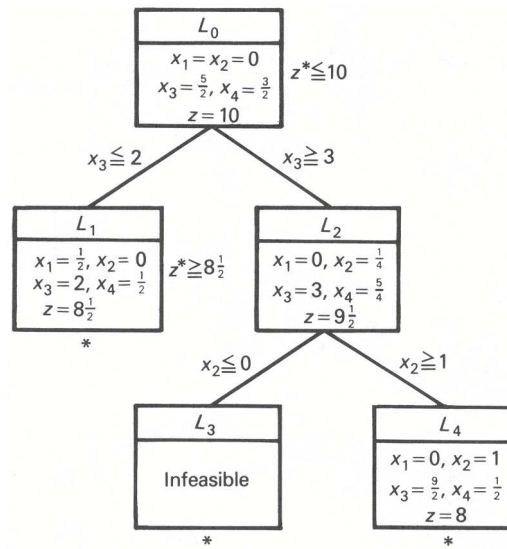 L₀
x₁ = x₂ = 0
x₃ = 5/2, x₄ = 3/2
z = 10
z* ≦ 10
x₃ ≦ 2
x₃ ≧ 3
L₁
x₁ = 1/2, x₂ = 0
x₃ = 2, x₄ = 1/2
z = 8 1/2
*
z* ≧ 8 1/2
L₂
x₁ = 0, x₂ = 1/4
x₃ = 3, x₄ = 5/4
z = 9 1/2
x₂ ≦ 0
x₂ ≧ 1
L₃
Infeasible
*
L₄
x₁ = 0, x₂ = 1
x₃ = 9/2, x₄ = 1/2
z = 8
*